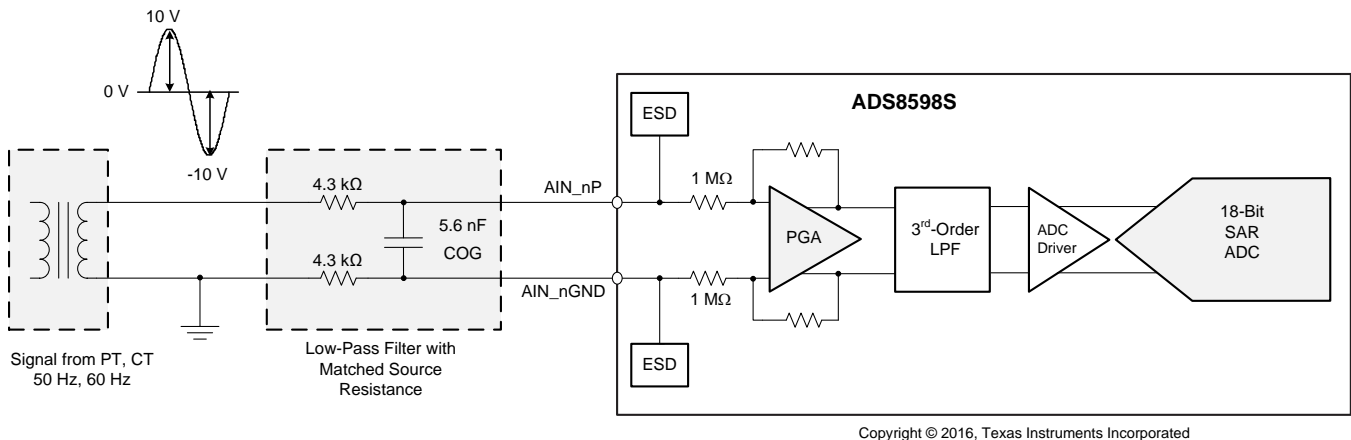 10 V
0 V
-10 V
Signal from PT, CT
50 Hz, 60 Hz
4.3 kΩ
4.3 kΩ
5.6 nF
COG
Low-Pass Filter with
Matched Source
Resistance
AIN_nP
AIN_nGND
ADS8598S
ESD
ESD
1 MΩ
1 MΩ
PGA
3rd-Order
LPF
ADC
Driver
18-Bit
SAR
ADC
Copyright © 2016, Texas Instruments Incorporated